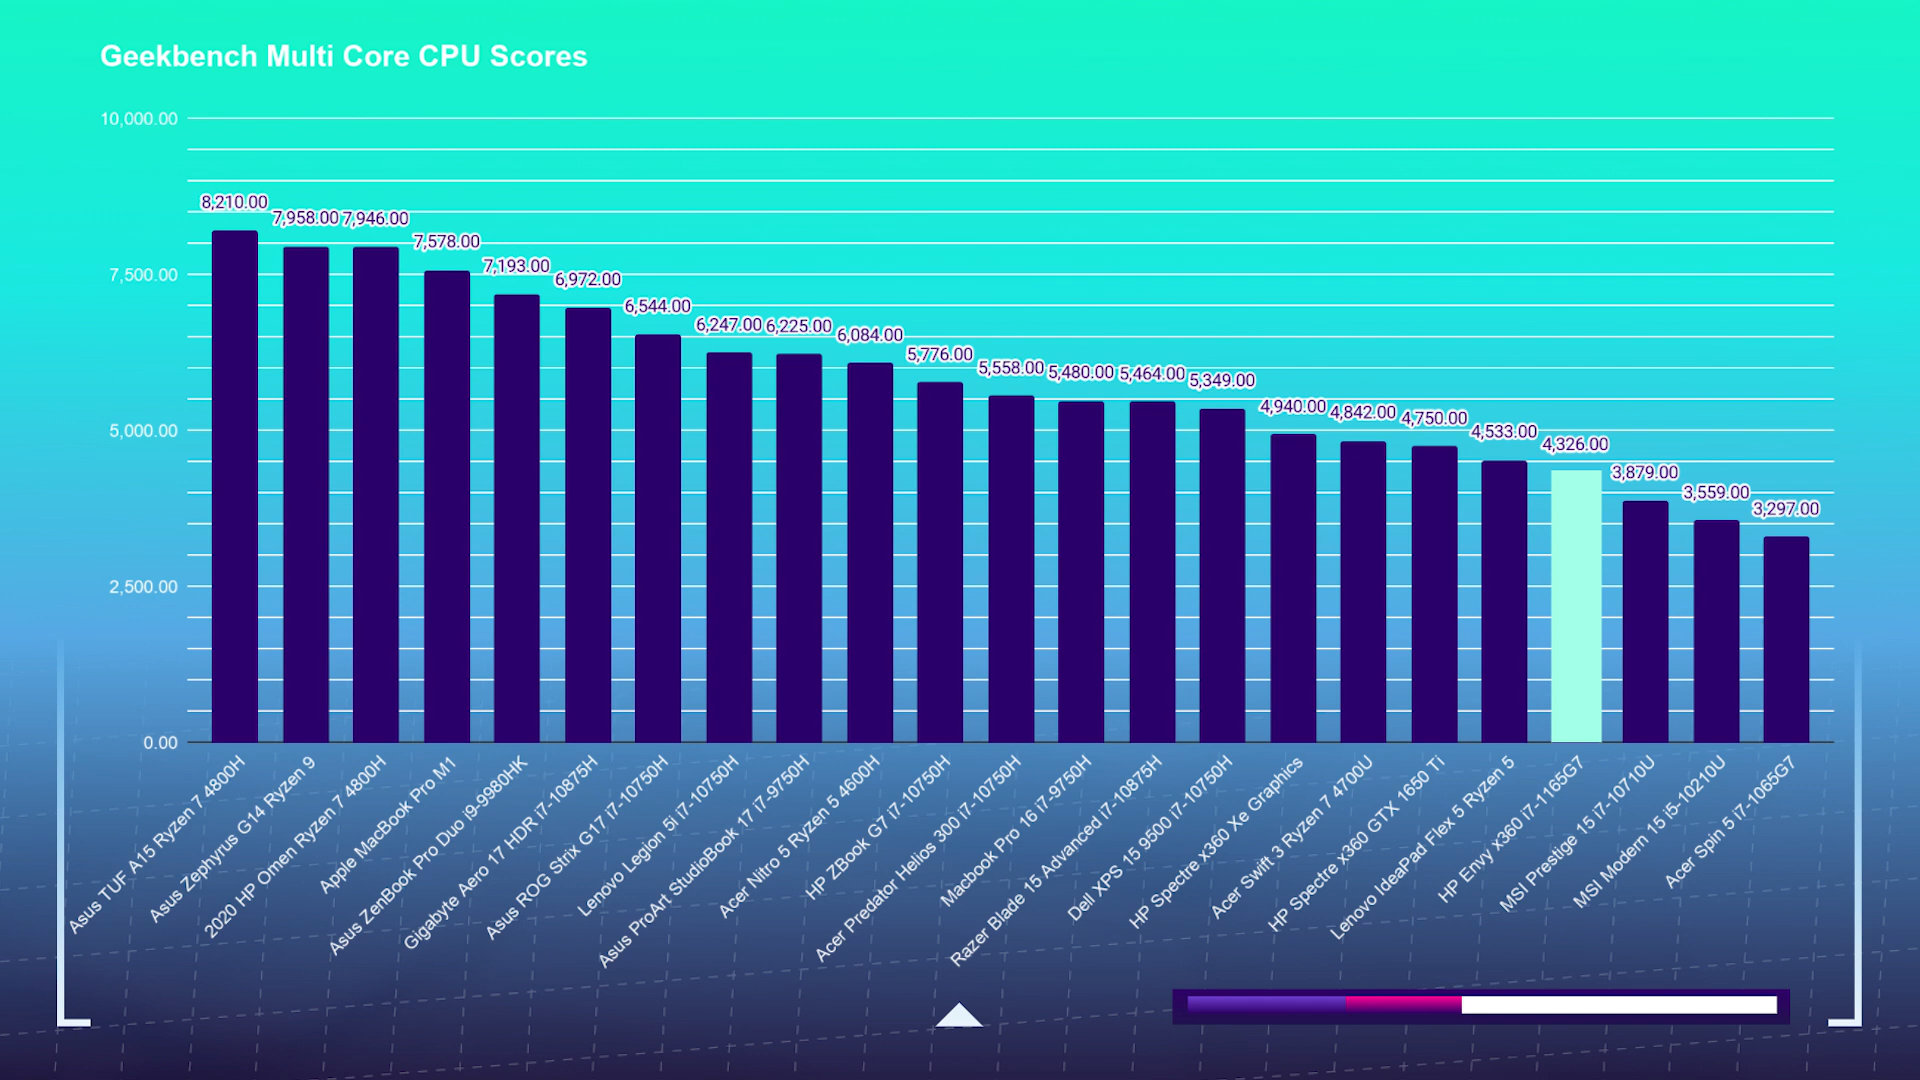 Geekbench Multi Core CPU Scores
10,000.00
7,500.00
5,000.00
2,500.00
0.00
8,210.00
7,958.00
7,946.00
7,578.00
7,193.00
6,972.00
6,544.00
6,247.00
6,225.00
6,084.00
5,776.00
5,558.00
5,480.00
5,464.00
5,349.00
4,940.00
4,842.00
4,750.00
4,533.00
4,326.00
3,879.00
3,559.00
3,297.00
Asus TUF A15 Ryzen 7 4800H
Asus Zephyrus G14 Ryzen 9
2020 HP Omen Ryzen 7 4800H
Apple MacBook Pro M1
Asus ZenBook Pro Duo i9-9980HK
Gigabyte Aero 17 HDR i7-10875H
Asus ROG Strix G17 i7-10750H
Lenovo Legion 5i i7-10750H
Asus ProArt StudioBook 17 i7-9750H
Acer Nitro 5 Ryzen 5 4600H
HP ZBook G7 i7-10750H
Acer Predator Helios 300 i7-10750H
Macbook Pro 16 i7-9750H
Razer Blade 15 Advanced i7-10875H
Dell XPS 15 9500 i7-10750H
HP Spectre x360 Xe Graphics
Acer Swift 3 Ryzen 7 4700U
HP Spectre x360 GTX 1650 Ti
Lenovo IdeaPad Flex 5 Ryzen 5
HP Envy x360 i7-1165G7
MSI Prestige 15 i7-10710U
MSI Modern 15 i5-10210U
Acer Spin 5 i7-1065G7